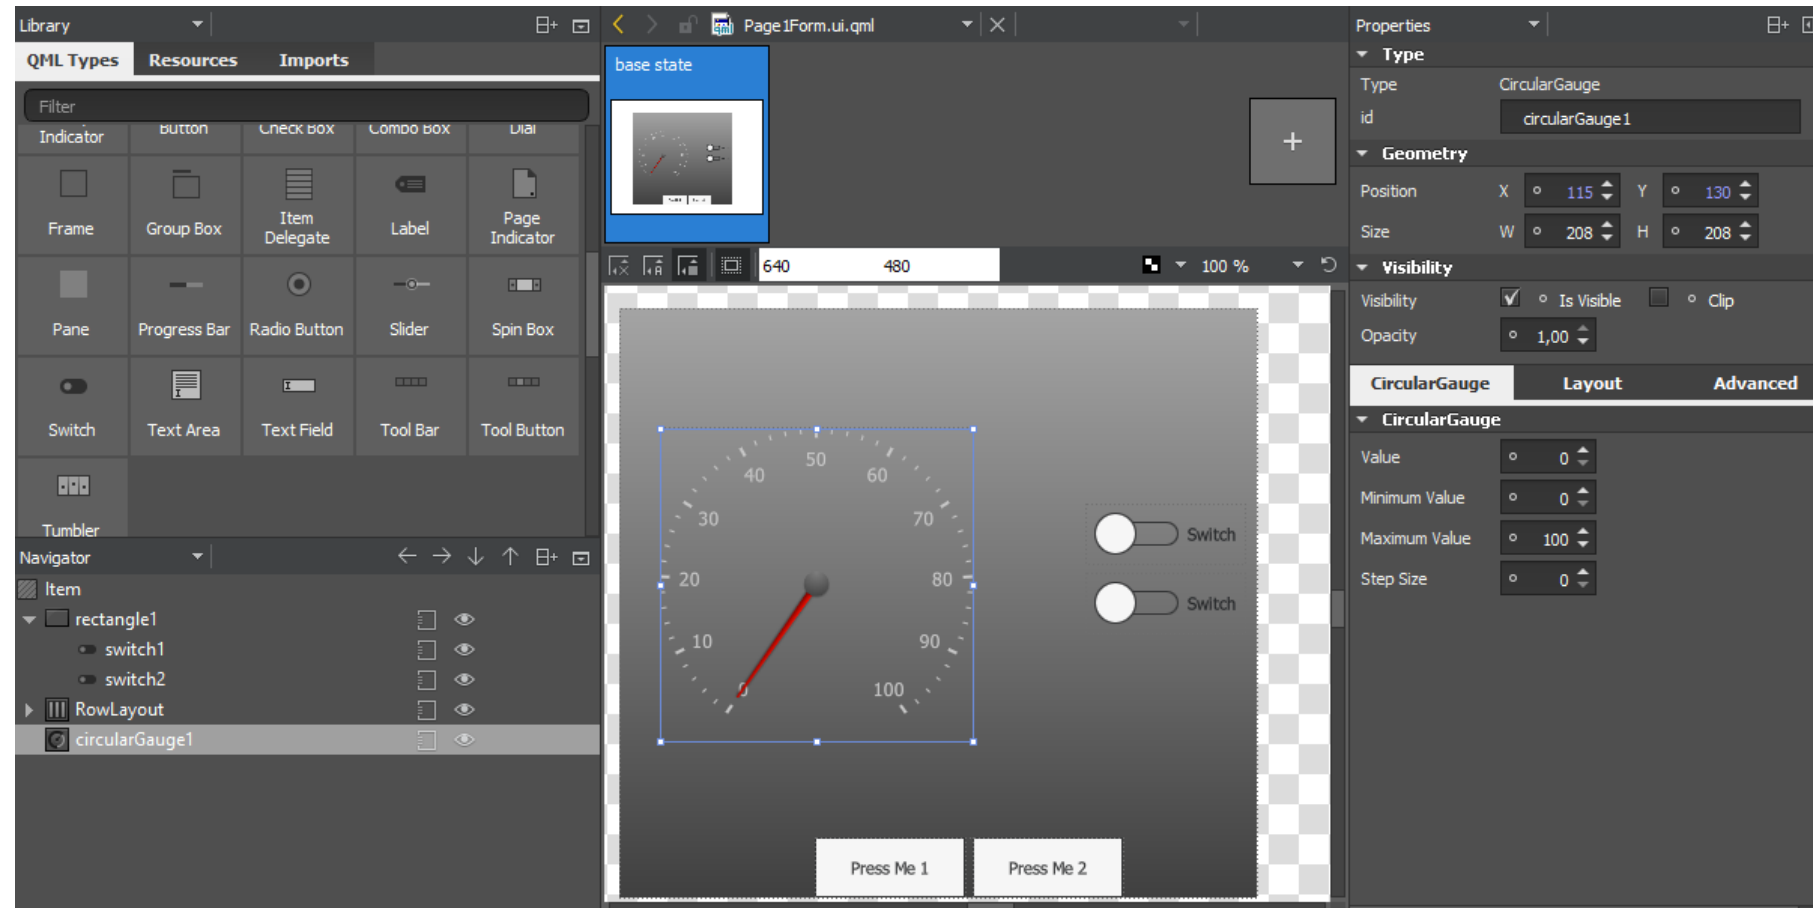 Library
QML Types Resources Imports
Filter
Indicator Button Check Box Combo Box Dial
Frame Group Box Item Delegate Label Page Indicator
Pane Progress Bar Radio Button Slider Spin Box
Switch Text Area Text Field Tool Bar Tool Button
Tumbler
Navigator
Item
rectangle1
switch1
switch2
RowLayout
circularGauge1
Page1Form.ui.qml
base state
+
640 480
100 %
0
10
20
30
40
50
60
70
80
90
100
Switch
Switch
Press Me 1 Press Me 2
Properties
Type
Type CircularGauge
id circularGauge1
Geometry
Position X 115 Y 130
Size W 208 H 208
Visibility
Visibility Is Visible Clip
Opacity 1,00
CircularGauge Layout Advanced
CircularGauge
Value 0
Minimum Value 0
Maximum Value 100
Step Size 0